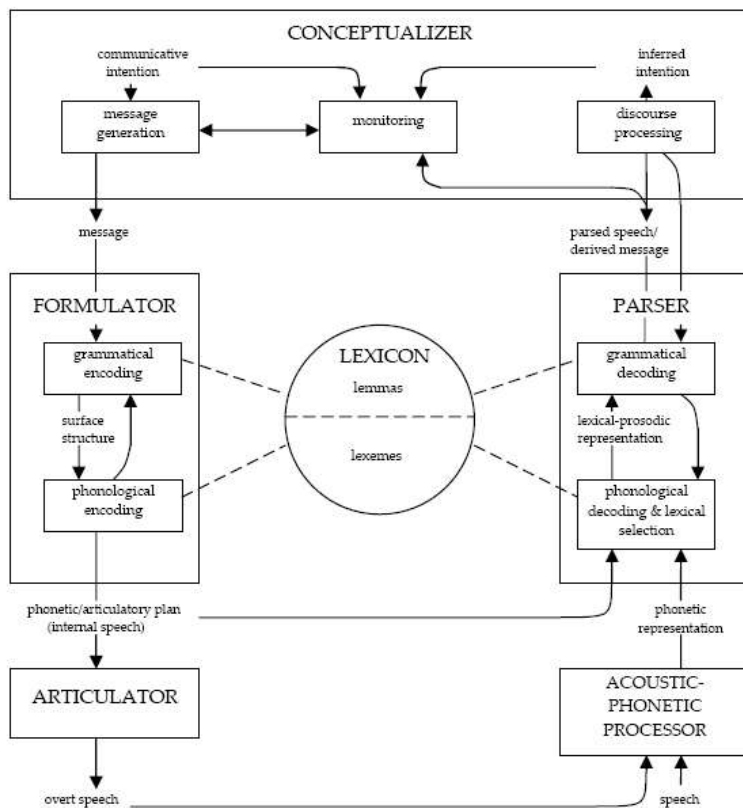 CONCEPTUALIZER
communicative
intention
inferred
intention
message
generation
monitoring
discourse
processing
message
parsed speech/
derived message
FORMULATOR
PARSER
grammatical
encoding
LEXICON
lemmas
grammatical
decoding
surface
structure
lexical-prosodic
representation
lexemes
phonological
encoding
phonological
decoding & lexical
selection
phonetic/articulatory plan
(internal speech)
phonetic
representation
ARTICULATOR
ACOUSTIC-
PHONETIC
PROCESSOR
overt speech
speech